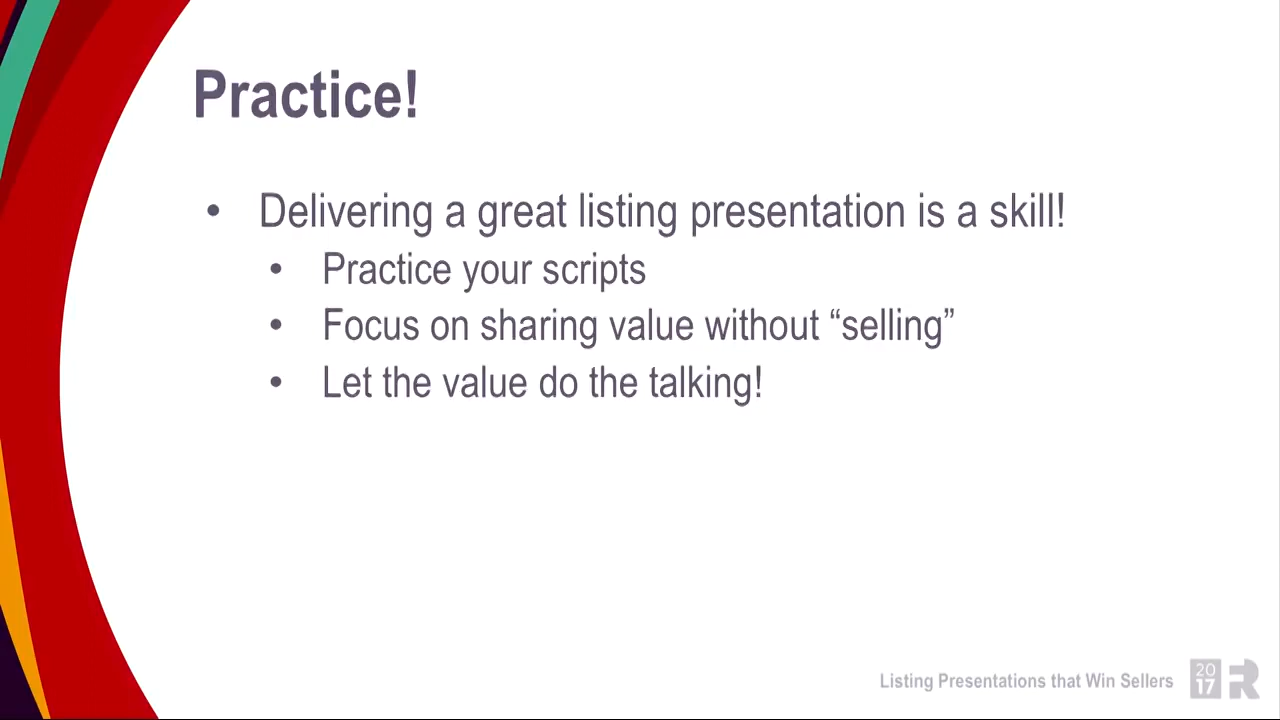 Practice!
• Delivering a great listing presentation is a skill!
• Practice your scripts
• Focus on sharing value without “selling”
• Let the value do the talking!
Listing Presentations that Win Sellers
20
17
R